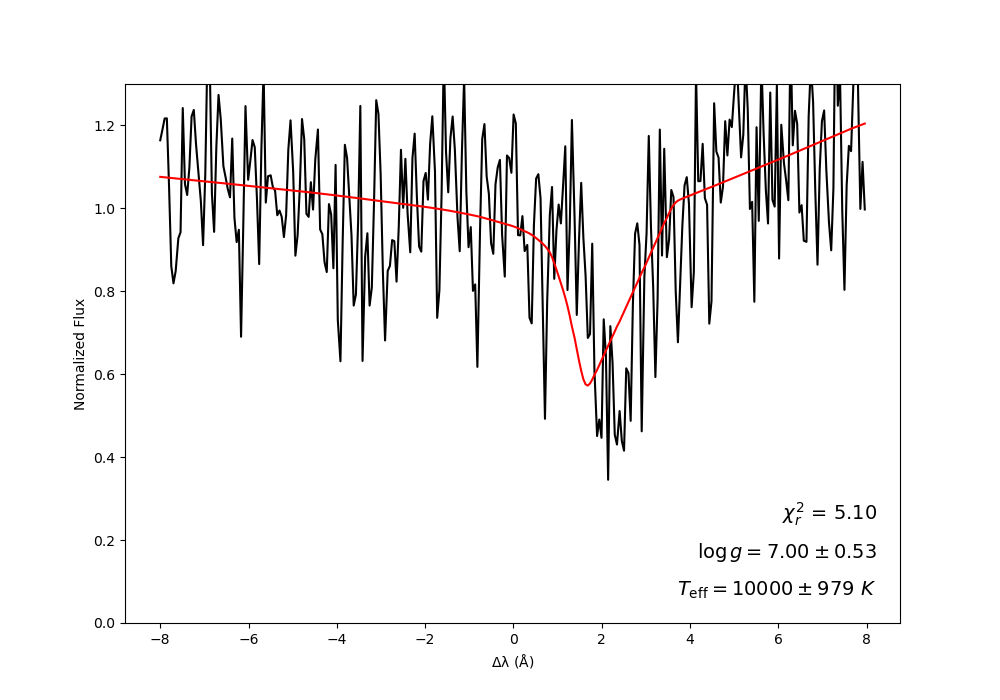 1.2
1.0
0.8
0.6
0.4
0.2
0.0
Normalized Flux
χ²ᵣ = 5.10
log g = 7.00 ± 0.53
T_eff = 10000 ± 979 K
−8 −6 −4 −2 0 2 4 6 8
Δλ (Å)